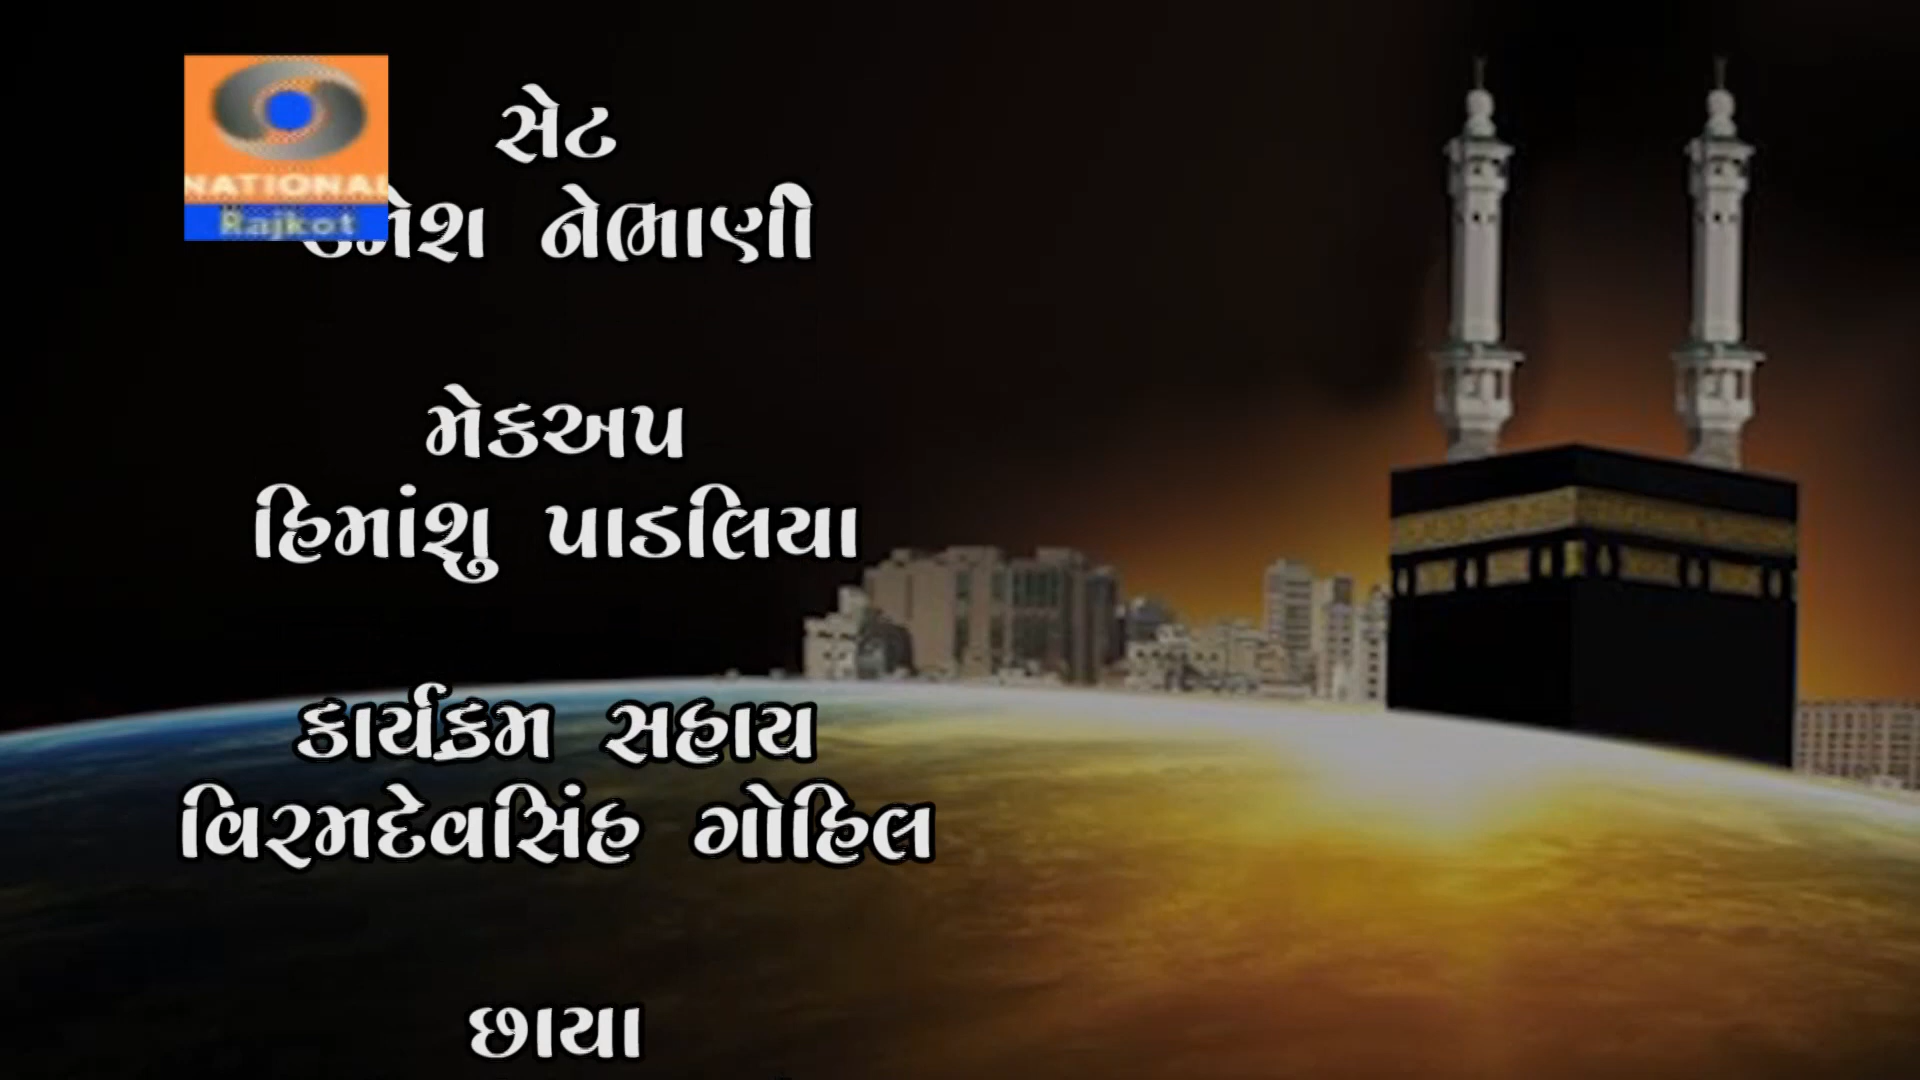 સેટ
NATIONAL
Rajkot
નેભાણી
મેકઅપ
હિમાંશુ પાડલિયા
કાર્યક્રમ સહાય
વિરમદેવસિંહ ગોહિલ
છાયા